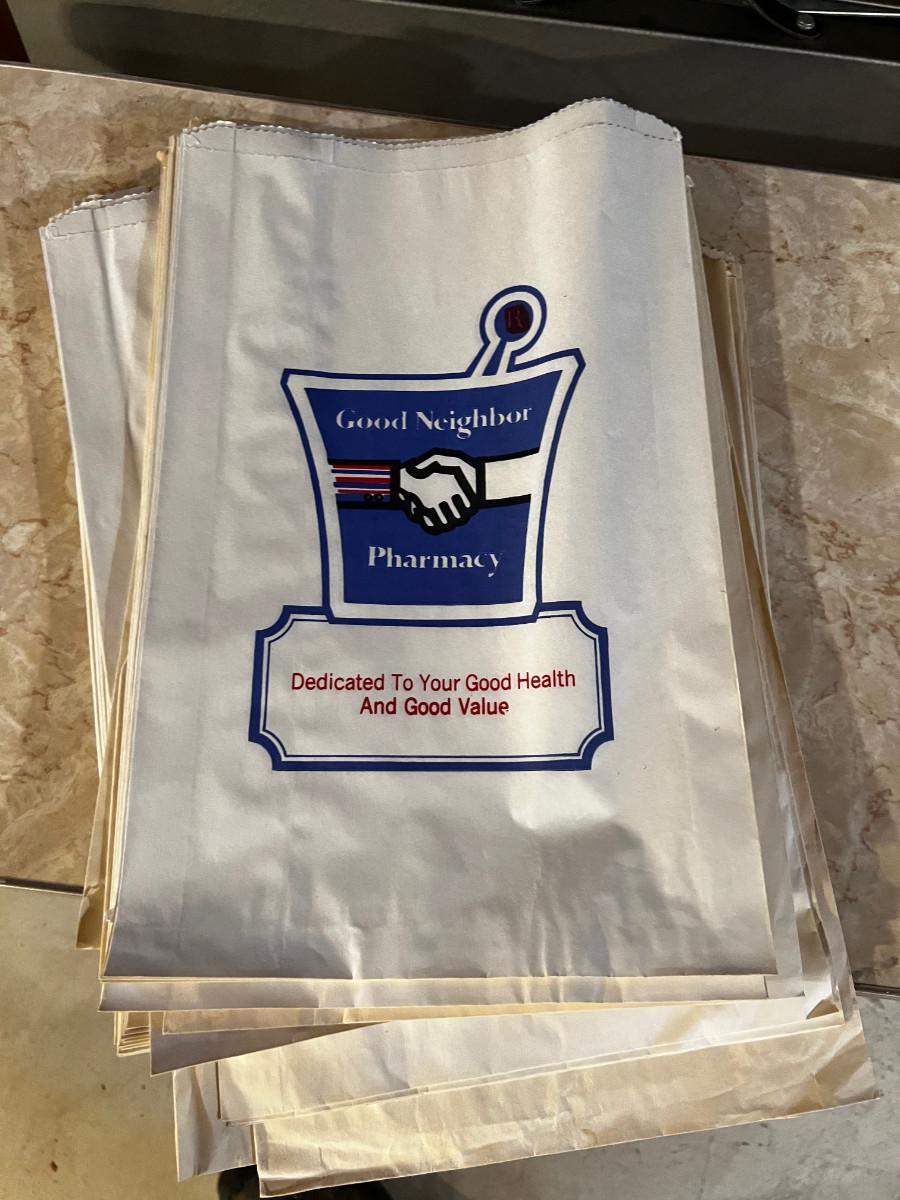 R
Good Neighbor
Pharmacy
Dedicated To Your Good Health
And Good Value